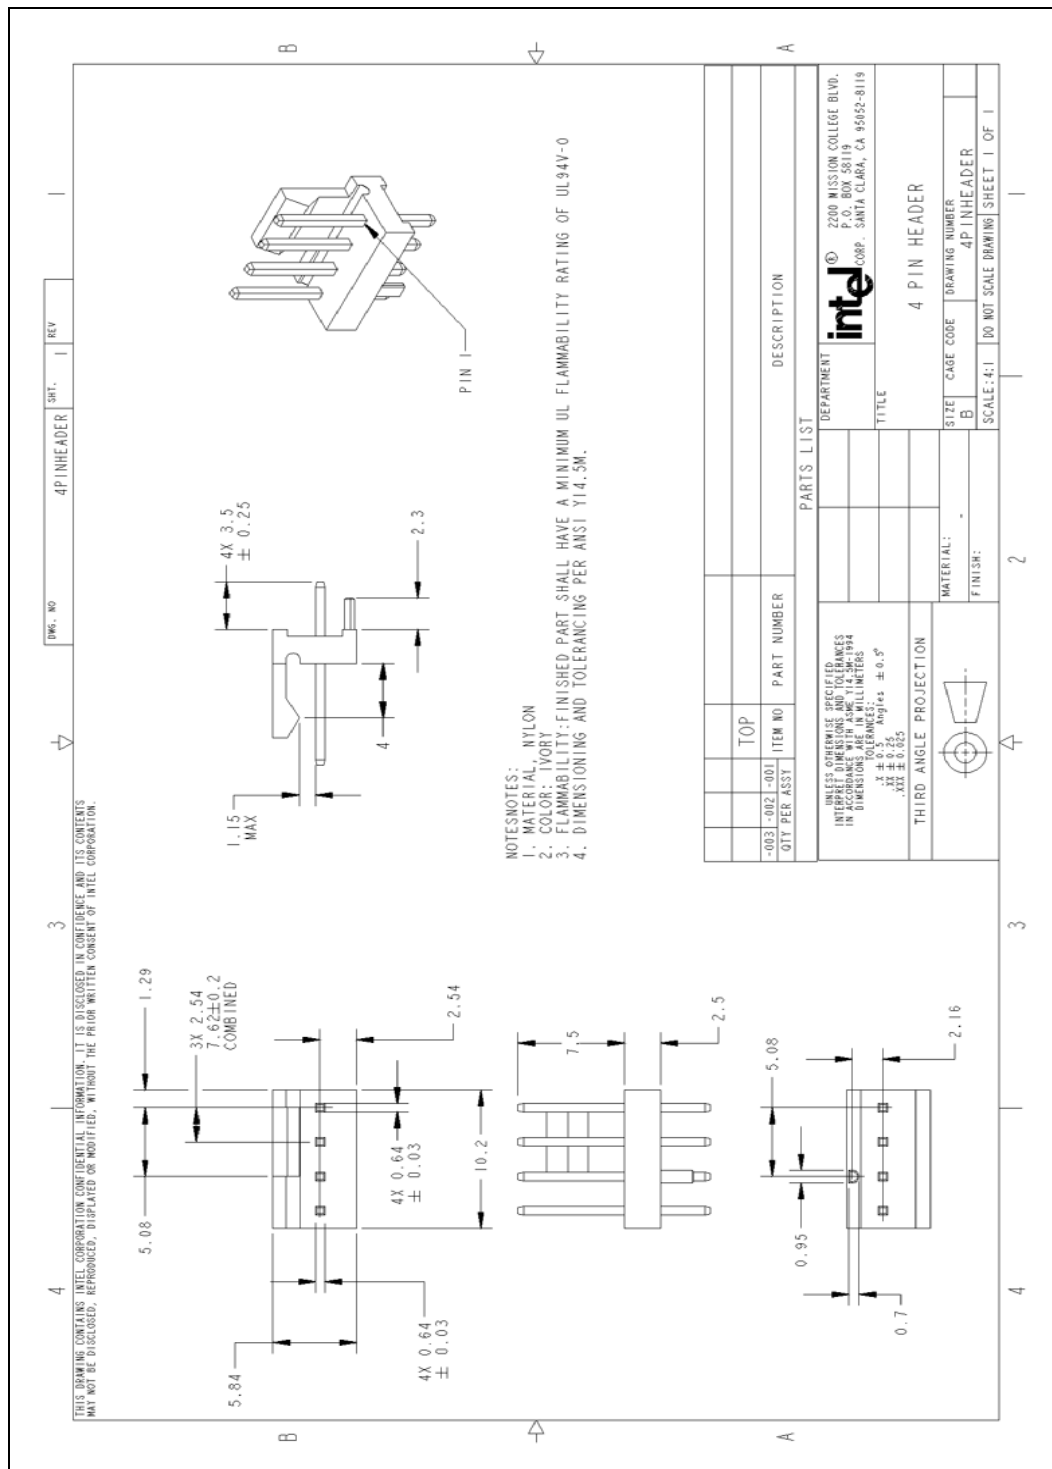 THIS DRAWING CONTAINS INTEL CORPORATION CONFIDENTIAL INFORMATION. IT IS DISCLOSED IN CONFIDENCE AND ITS CONTENTS
MAY NOT BE DISCLOSED, REPRODUCED, DISPLAYED OR MODIFIED, WITHOUT THE PRIOR WRITTEN CONSENT OF INTEL CORPORATION.
DWG. NO
4PINHEADER
SHT.
1
REV
4
3
1
B
B
5.08
1.29
3X 2.54
7.62±0.2
COMBINED
5.84
4X 0.64
± 0.03
4X 0.64
± 0.03
2.54
10.2
1.15
MAX
4X 3.5
± 0.25
4
2.3
PIN 1
7.5
2.5
NOTESNOTES:
1. MATERIAL, NYLON
2. COLOR: IVORY
3. FLAMMABILITY:FINISHED PART SHALL HAVE A MINIMUM UL FLAMMABILITY RATING OF UL94V-0
4. DIMENSIONING AND TOLERANCING PER ANSI Y14.5M.
0.95
5.08
0.7
2.16
A
A
TOP
-003 -002 -001
ITEM NO
PART NUMBER
DESCRIPTION
QTY PER ASSY
PARTS LIST
UNLESS OTHERWISE SPECIFIED
INTERPRET DIMENSIONS AND TOLERANCES
IN ACCORDANCE WITH ASME Y14.5M-1994
DIMENSIONS ARE IN MILLIMETERS
TOLERANCES:
.X ± 0.5 Angles ± 0.5°
.XX ± 0.25
.XXX ± 0.025
THIRD ANGLE PROJECTION
MATERIAL:
-
FINISH:
DEPARTMENT
intel®
CORP.
2200 MISSION COLLEGE BLVD.
P.O. BOX 58119
SANTA CLARA, CA 95052-8119
TITLE
4 PIN HEADER
SIZE
B
CAGE CODE
DRAWING NUMBER
4PINHEADER
SCALE:4:1
DO NOT SCALE DRAWING
SHEET 1 OF 1
4
3
2
1